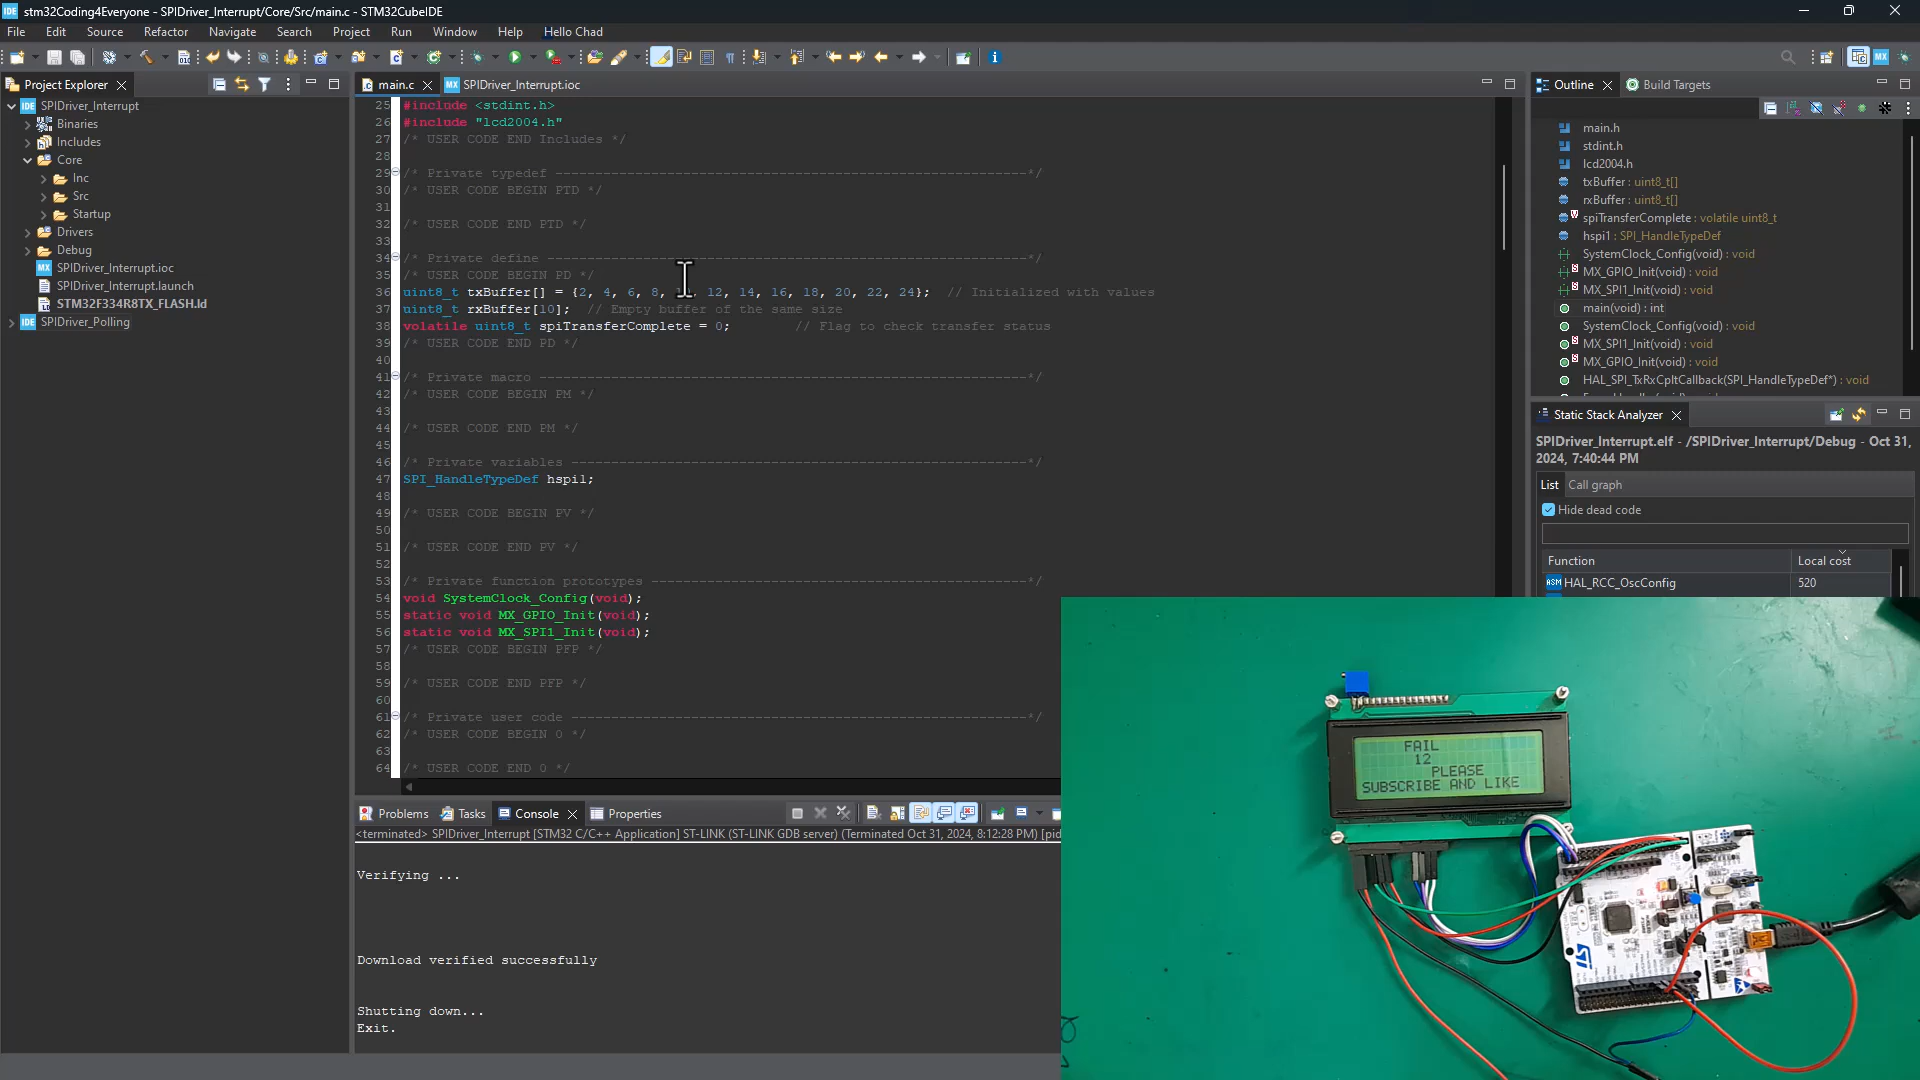 stm32Coding4Everyone - SPIDriver_Interrupt/Core/Src/main.c - STM32CubeIDE
File Edit Source Refactor Navigate Search Project Run Window Help Hello Chad
Project Explorer
SPIDriver_Interrupt
Binaries
Includes
Core
Inc
Src
Startup
Drivers
Debug
SPIDriver_Interrupt.ioc
SPIDriver_Interrupt.launch
STM32F334R8TX_FLASH.ld
SPIDriver_Polling
main.c SPIDriver_Interrupt.ioc
25 #include <stdint.h>
26 #include "lcd2004.h"
27 /* USER CODE END Includes */
28
29 /* Private typedef -----------------------------------------------------------*/
30 /* USER CODE BEGIN PTD */
31
32 /* USER CODE END PTD */
33
34 /* Private define ------------------------------------------------------------*/
35 /* USER CODE BEGIN PD */
36 uint8_t txBuffer[] = {2, 4, 6, 8, , 12, 14, 16, 18, 20, 22, 24}; // Initialized with values
37 uint8_t rxBuffer[10]; // Empty buffer of the same size
38 volatile uint8_t spiTransferComplete = 0; // Flag to check transfer status
39 /* USER CODE END PD */
40
41 /* Private macro -------------------------------------------------------------*/
42 /* USER CODE BEGIN PM */
43
44 /* USER CODE END PM */
45
46 /* Private variables ---------------------------------------------------------*/
47 SPI_HandleTypeDef hspi1;
48
49 /* USER CODE BEGIN PV */
50
51 /* USER CODE END PV */
52
53 /* Private function prototypes -----------------------------------------------*/
54 void SystemClock_Config(void);
55 static void MX_GPIO_Init(void);
56 static void MX_SPI1_Init(void);
57 /* USER CODE BEGIN PFP */
58
59 /* USER CODE END PFP */
60
61 /* Private user code ---------------------------------------------------------*/
62 /* USER CODE BEGIN 0 */
63
64 /* USER CODE END 0 */
Problems Tasks Console Properties
<terminated> SPIDriver_Interrupt [STM32 C/C++ Application] ST-LINK (ST-LINK GDB server) (Terminated Oct 31, 2024, 8:12:28 PM) [pid
Verifying ...
Download verified successfully
Shutting down...
Exit.
Outline Build Targets
main.h
stdint.h
lcd2004.h
txBuffer : uint8_t[]
rxBuffer : uint8_t[]
spiTransferComplete : volatile uint8_t
hspi1 : SPI_HandleTypeDef
SystemClock_Config(void) : void
MX_GPIO_Init(void) : void
MX_SPI1_Init(void) : void
main(void) : int
SystemClock_Config(void) : void
MX_SPI1_Init(void) : void
MX_GPIO_Init(void) : void
HAL_SPI_TxRxCpltCallback(SPI_HandleTypeDef*) : void
Static Stack Analyzer
SPIDriver_Interrupt.elf - /SPIDriver_Interrupt/Debug - Oct 31,
2024, 7:40:44 PM
List Call graph
Hide dead code
Function Local cost
HAL_RCC_OscConfig 520
FAIL
12
PLEASE
SUBSCRIBE AND LIKE